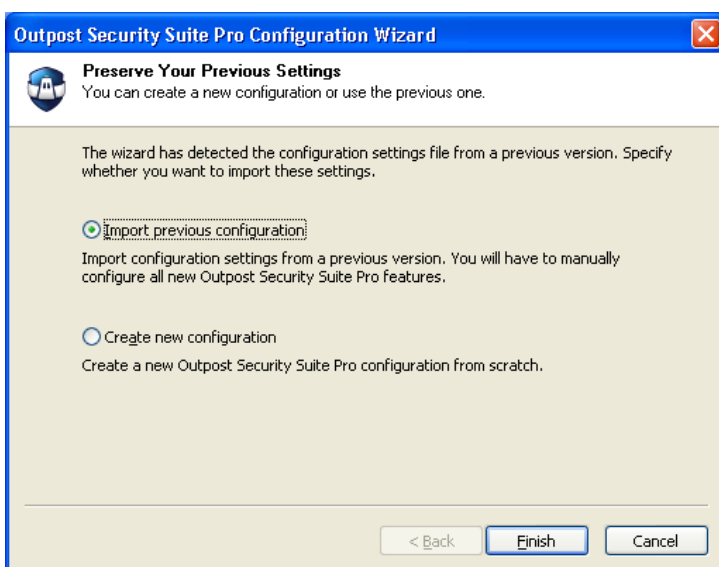 Outpost Security Suite Pro Configuration Wizard
Preserve Your Previous Settings
You can create a new configuration or use the previous one.
The wizard has detected the configuration settings file from a previous version. Specify
whether you want to import these settings.
Import previous configuration
Import configuration settings from a previous version. You will have to manually
configure all new Outpost Security Suite Pro features.
Create new configuration
Create a new Outpost Security Suite Pro configuration from scratch.
< Back Finish Cancel